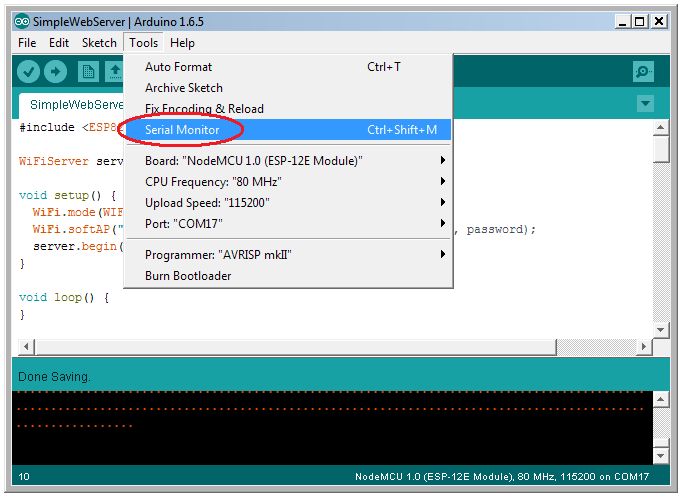 SimpleWebServer | Arduino 1.6.5
File Edit Sketch Tools Help
Auto Format Ctrl+T
Archive Sketch
Fix Encoding & Reload
Serial Monitor Ctrl+Shift+M
Board: "NodeMCU 1.0 (ESP-12E Module)"
CPU Frequency: "80 MHz"
Upload Speed: "115200"
Port: "COM17"
Programmer: "AVRISP mkII"
Burn Bootloader
SimpleWebServer
#include <ESP8
WiFiServer serv
void setup() {
WiFi.mode(WIF
WiFi.softAP(" , password);
server.begin(
}
void loop() {
}
Done Saving.
10 NodeMCU 1.0 (ESP-12E Module), 80 MHz, 115200 on COM17